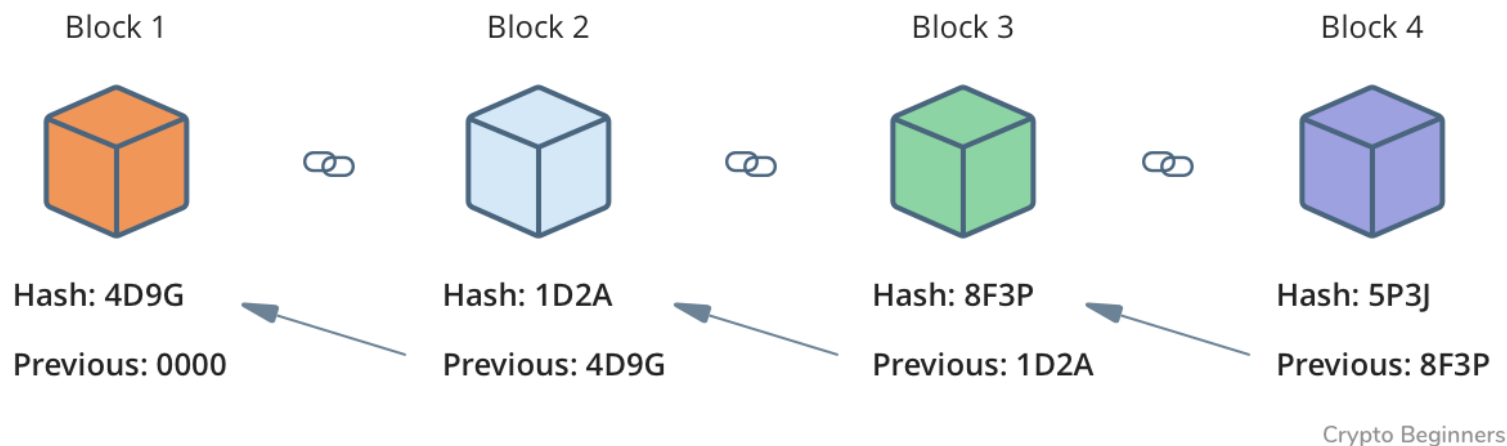 Block 1
Block 2
Block 3
Block 4
Hash: 4D9G
Hash: 1D2A
Hash: 8F3P
Hash: 5P3J
Previous: 0000
Previous: 4D9G
Previous: 1D2A
Previous: 8F3P
Crypto Beginners